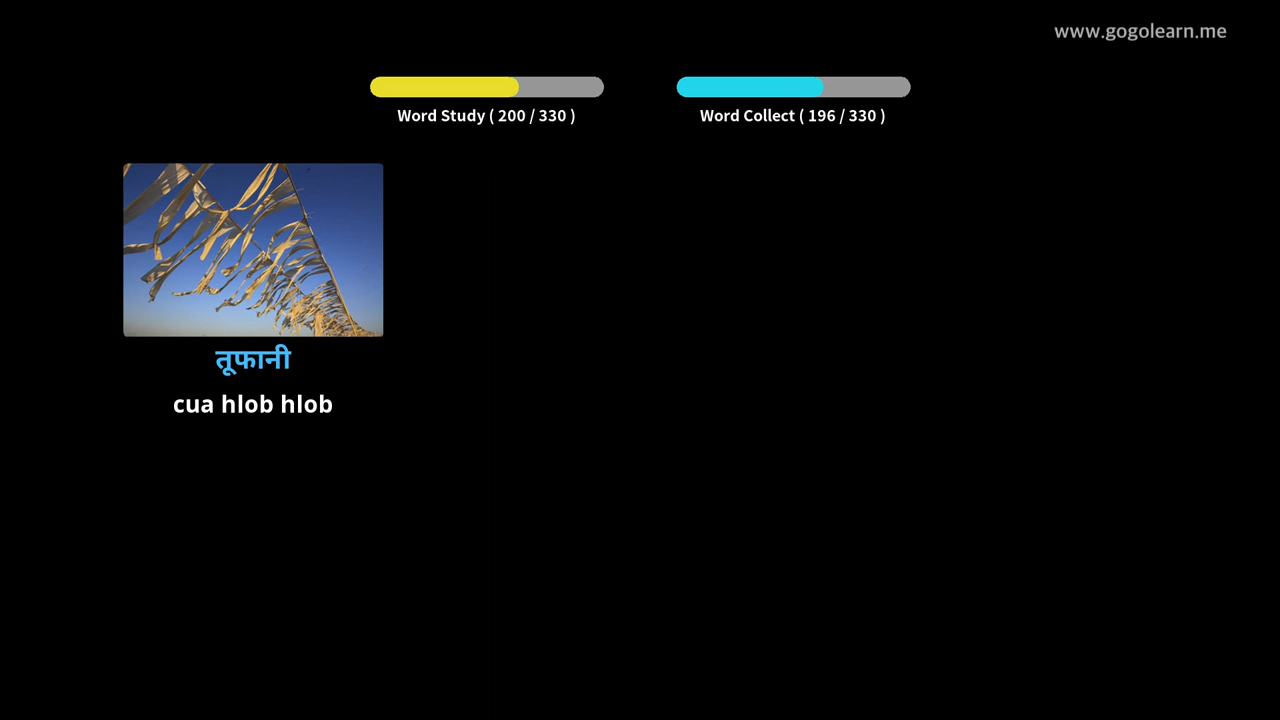 www.gogolearn.me
Word Study ( 200 / 330 )
Word Collect ( 196 / 330 )
तूफानी
cua hlob hlob